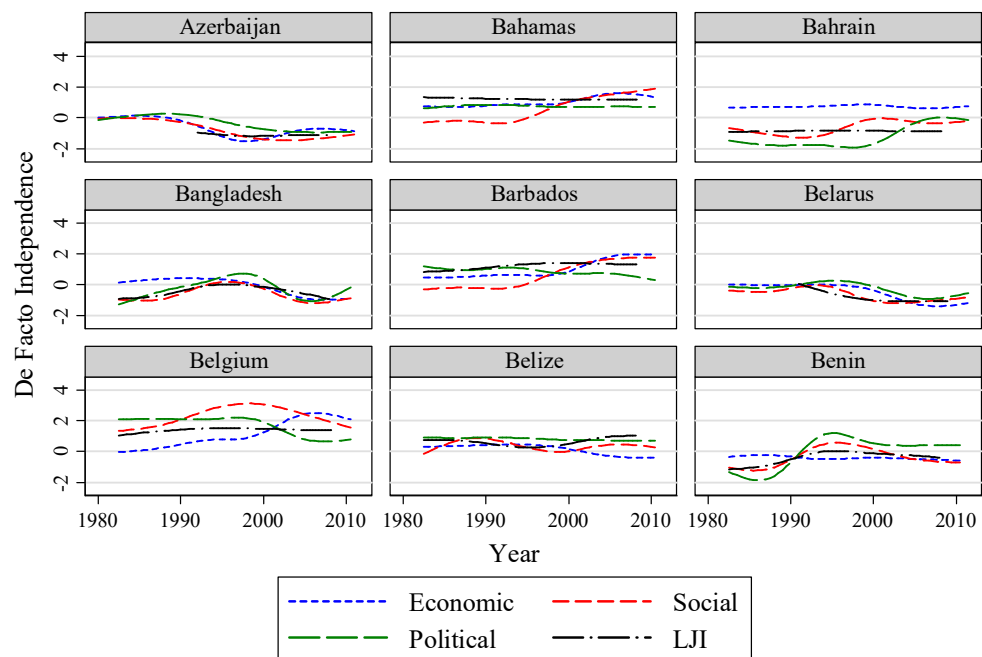 Azerbaijan Bahamas Bahrain
4
2
0
-2
Bangladesh Barbados Belarus
4
2
0
-2
Belgium Belize Benin
4
2
0
-2
De Facto Independence
1980 1990 2000 2010 1980 1990 2000 2010 1980 1990 2000 2010
Year
Economic Social
Political LJI